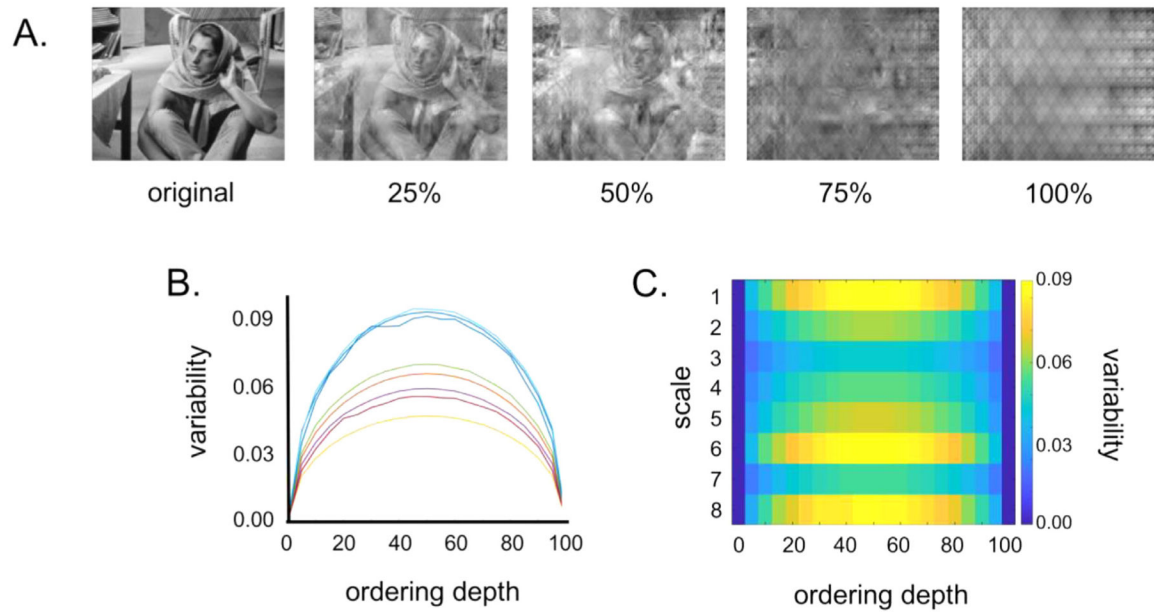 A.
original 25% 50% 75% 100%
B.
variability
0.09
0.06
0.03
0.00
0 20 40 60 80 100
ordering depth
C.
scale
1
2
3
4
5
6
7
8
0 20 40 60 80 100
ordering depth
0.09
0.06
0.03
0.00
variability